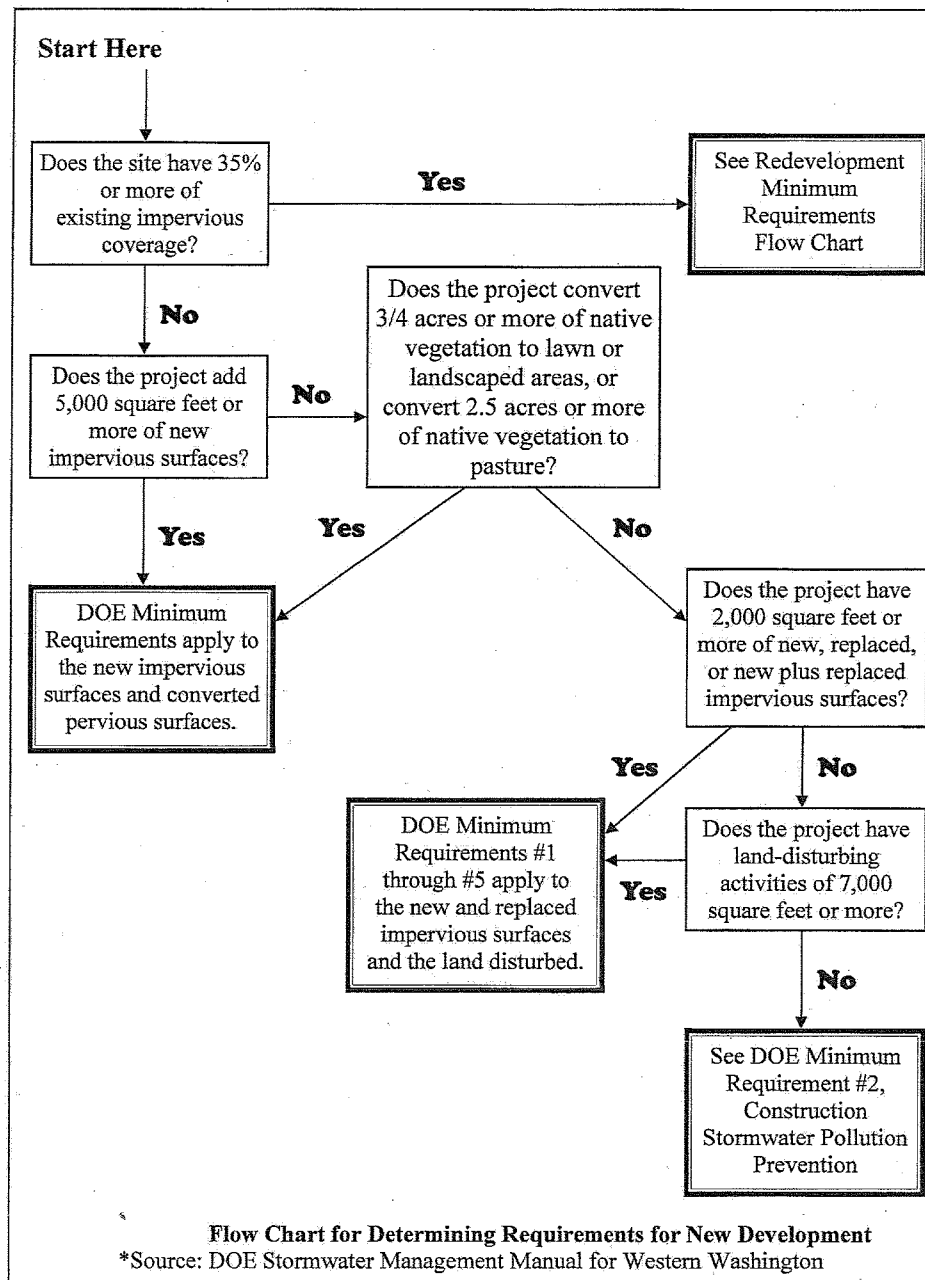 Start Here
Does the site have 35%
or more of
existing impervious
coverage?
Yes
See Redevelopment
Minimum
Requirements
Flow Chart
No
Does the project convert
3/4 acres or more of native
vegetation to lawn or
landscaped areas, or
convert 2.5 acres or more
of native vegetation to
pasture?
Does the project add
5,000 square feet or
more of new
impervious surfaces?
No
Yes
Yes
No
DOE Minimum
Requirements apply to
the new impervious
surfaces and converted
pervious surfaces.
Does the project have
2,000 square feet or
more of new, replaced,
or new plus replaced
impervious surfaces?
Yes
No
DOE Minimum
Requirements #1
through #5 apply to
the new and replaced
impervious surfaces
and the land disturbed.
Does the project have
land-disturbing
activities of 7,000
square feet or more?
Yes
No
See DOE Minimum
Requirement #2,
Construction
Stormwater Pollution
Prevention
Flow Chart for Determining Requirements for New Development
*Source: DOE Stormwater Management Manual for Western Washington